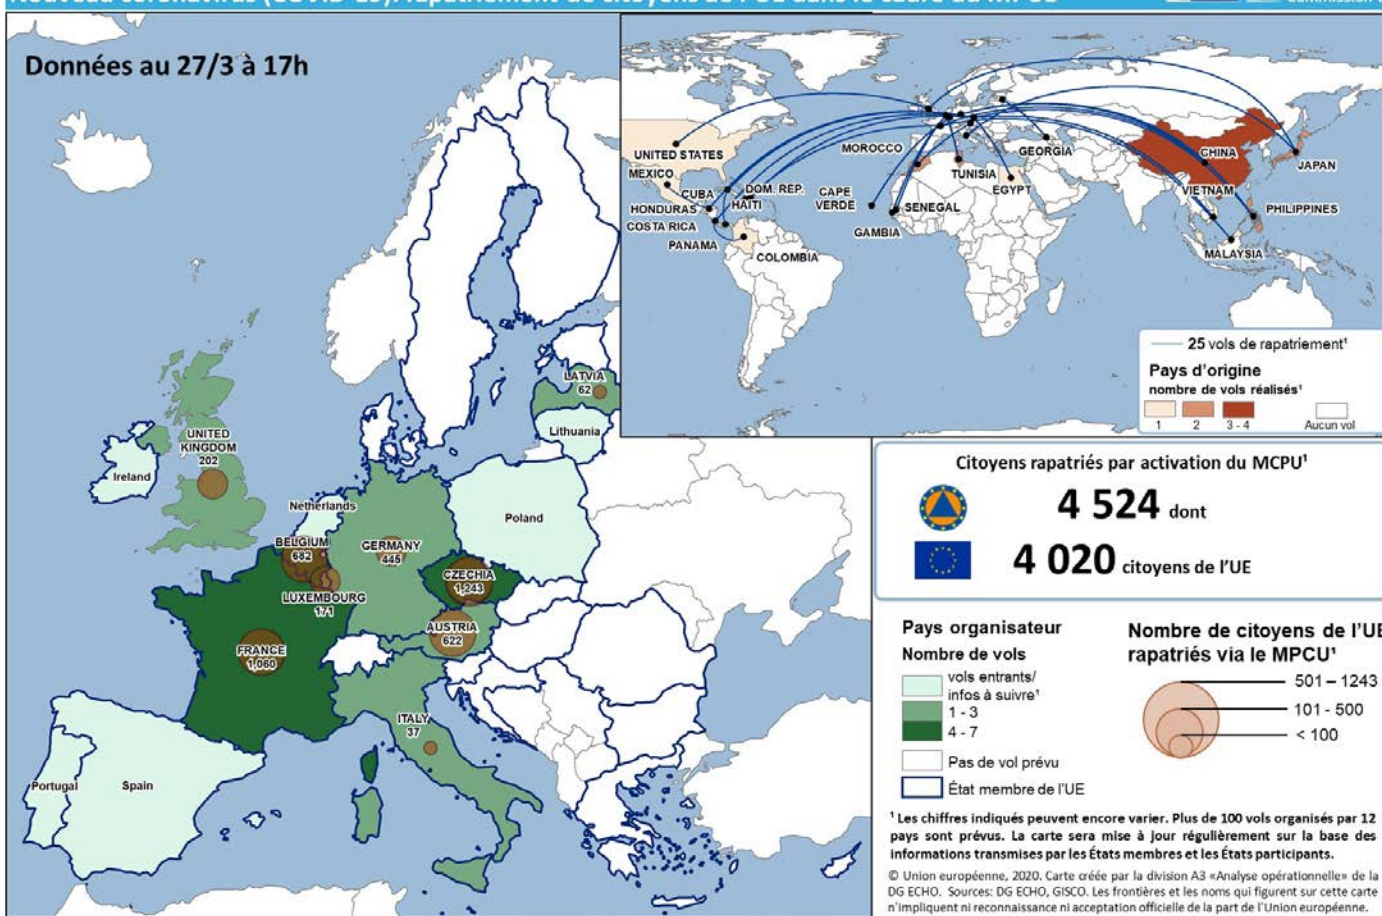 Données au 27/3 à 17h
UNITED STATES
MEXICO
CUBA
DOM. REP.
HAITI
HONDURAS
COSTA RICA
PANAMA
COLOMBIA
MOROCCO
TUNISIA
EGYPT
GEORGIA
CAPE
VERDE
SENEGAL
GAMBIA
CHINA
JAPAN
VIETNAM
PHILIPPINES
MALAYSIA
25 vols de rapatriement¹
Pays d'origine
nombre de vols réalisés¹
1
2
3 - 4
Aucun vol
LATVIA
62
Lithuania
UNITED
KINGDOM
202
Ireland
Netherlands
Poland
BELGIUM
682
GERMANY
445
CZECHIA
1,243
LUXEMBOURG
171
AUSTRIA
622
FRANCE
1,060
ITALY
37
Portugal
Spain
Citoyens rapatriés par activation du MCPU¹
4 524 dont
4 020 citoyens de l'UE
Pays organisateur
Nombre de vols
vols entrants/
infos à suivre¹
1 - 3
4 - 7
Pas de vol prévu
État membre de l'UE
Nombre de citoyens de l'UE
rapatriés via le MPCU¹
501 – 1243
101 - 500
< 100
¹ Les chiffres indiqués peuvent encore varier. Plus de 100 vols organisés par 12
pays sont prévus. La carte sera mise à jour régulièrement sur la base des
informations transmises par les États membres et les États participants.
© Union européenne, 2020. Carte créée par la division A3 «Analyse opérationnelle» de la
DG ECHO. Sources: DG ECHO, GISCO. Les frontières et les noms qui figurent sur cette carte
n'impliquent ni reconnaissance ni acceptation officielle de la part de l'Union européenne.